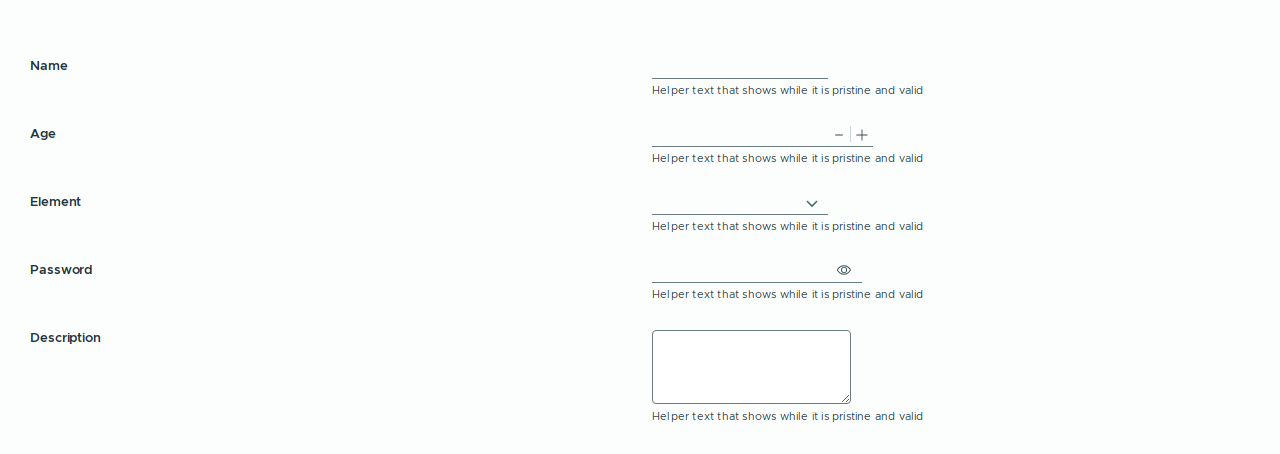 Name
Helper text that shows while it is pristine and valid
Age
Helper text that shows while it is pristine and valid
Element
Helper text that shows while it is pristine and valid
Password
Helper text that shows while it is pristine and valid
Description
Helper text that shows while it is pristine and valid